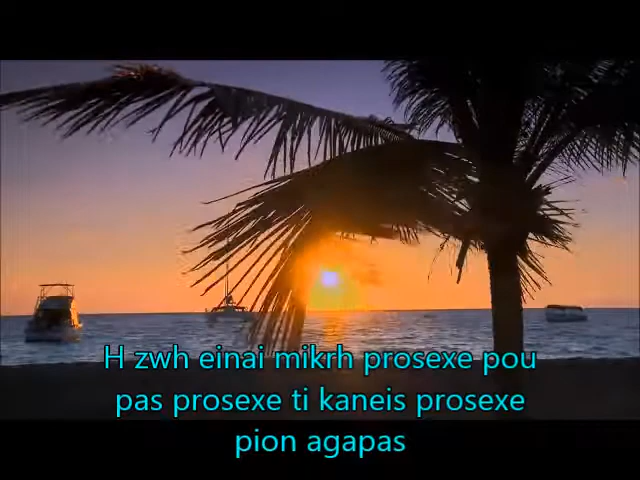 H zwh einai mikrh prosexe pou
pas prosexe ti kaneis prosexe
pion agapas